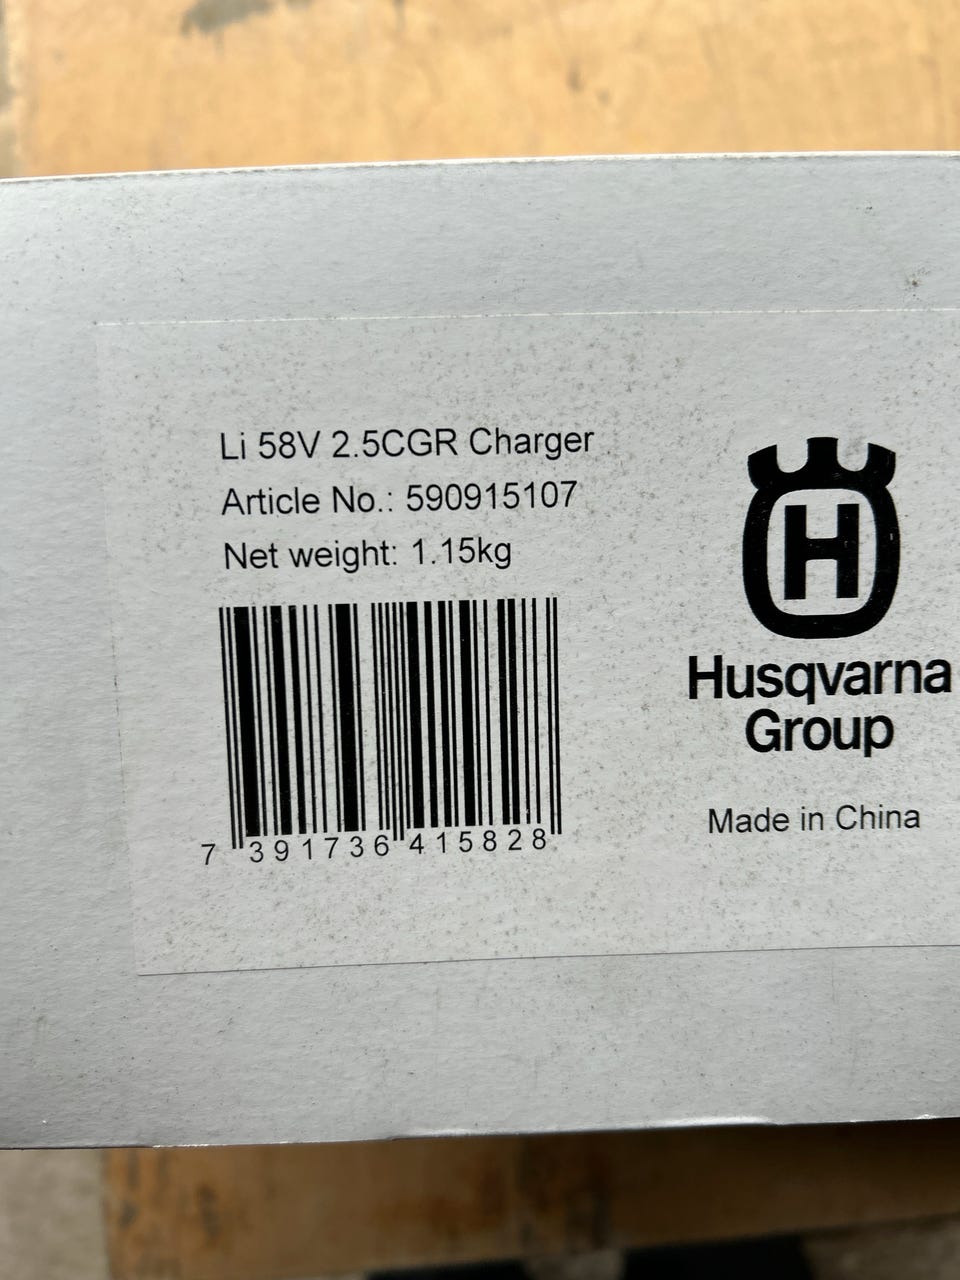 Li 58V 2.5CGR Charger
Article No.: 590915107
Net weight: 1.15kg
7 391736 415828
H
Husqvarna
Group
Made in China